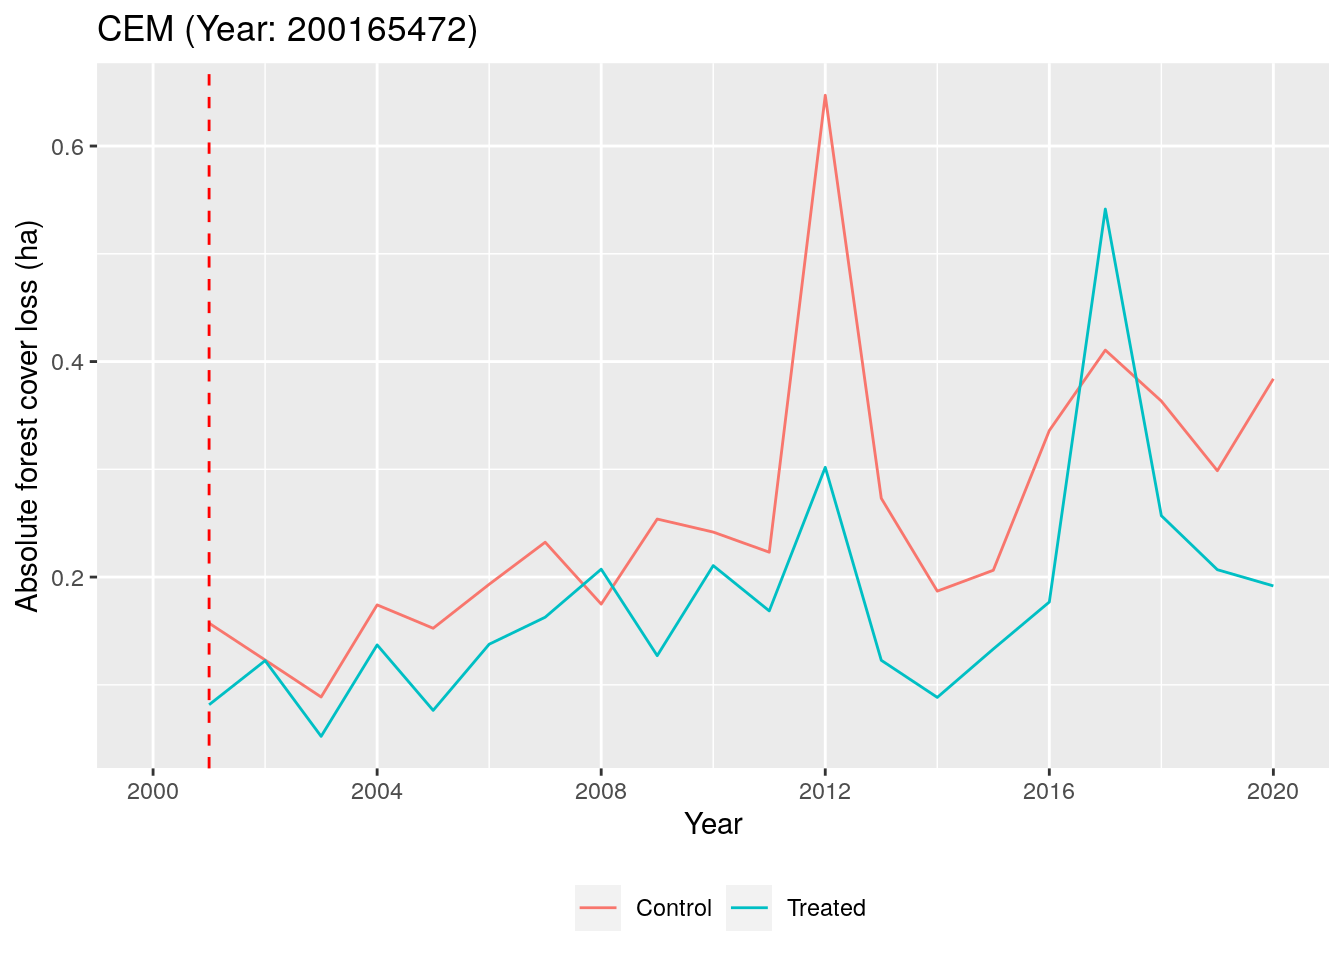 CEM (Year: 200165472)
Absolute forest cover loss (ha)
0.6
0.4
0.2
2000 2004 2008 2012 2016 2020
Year
Control Treated